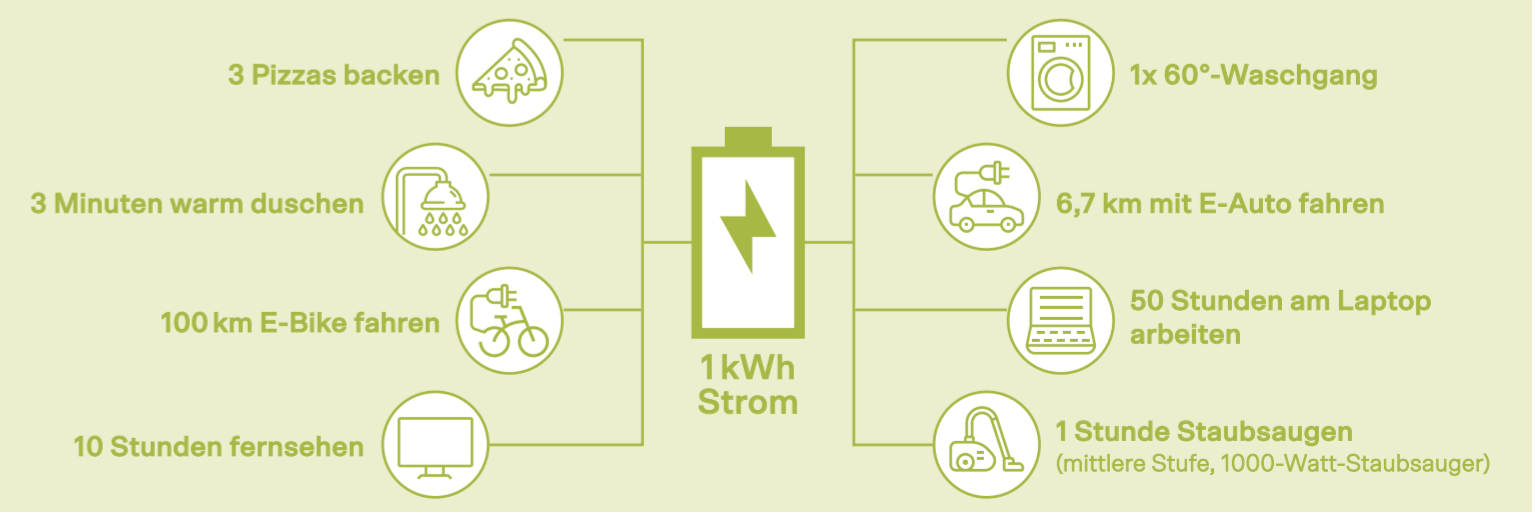 3 Pizzas backen
3 Minuten warm duschen
100 km E-Bike fahren
10 Stunden fernsehen
1 kWh
Strom
1x 60°-Waschgang
6,7 km mit E-Auto fahren
50 Stunden am Laptop
arbeiten
1 Stunde Staubsaugen
(mittlere Stufe, 1000-Watt-Staubsauger)